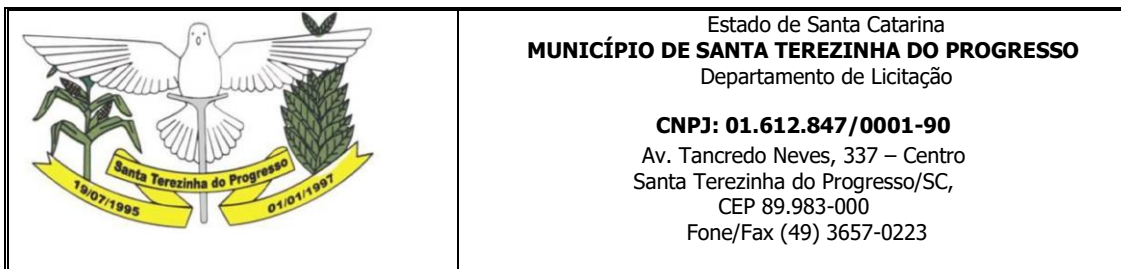 Santa Terezinha do Progresso
19/07/1995
01/01/1997
Estado de Santa Catarina
MUNICÍPIO DE SANTA TEREZINHA DO PROGRESSO
Departamento de Licitação
CNPJ: 01.612.847/0001-90
Av. Tancredo Neves, 337 – Centro
Santa Terezinha do Progresso/SC,
CEP 89.983-000
Fone/Fax (49) 3657-0223